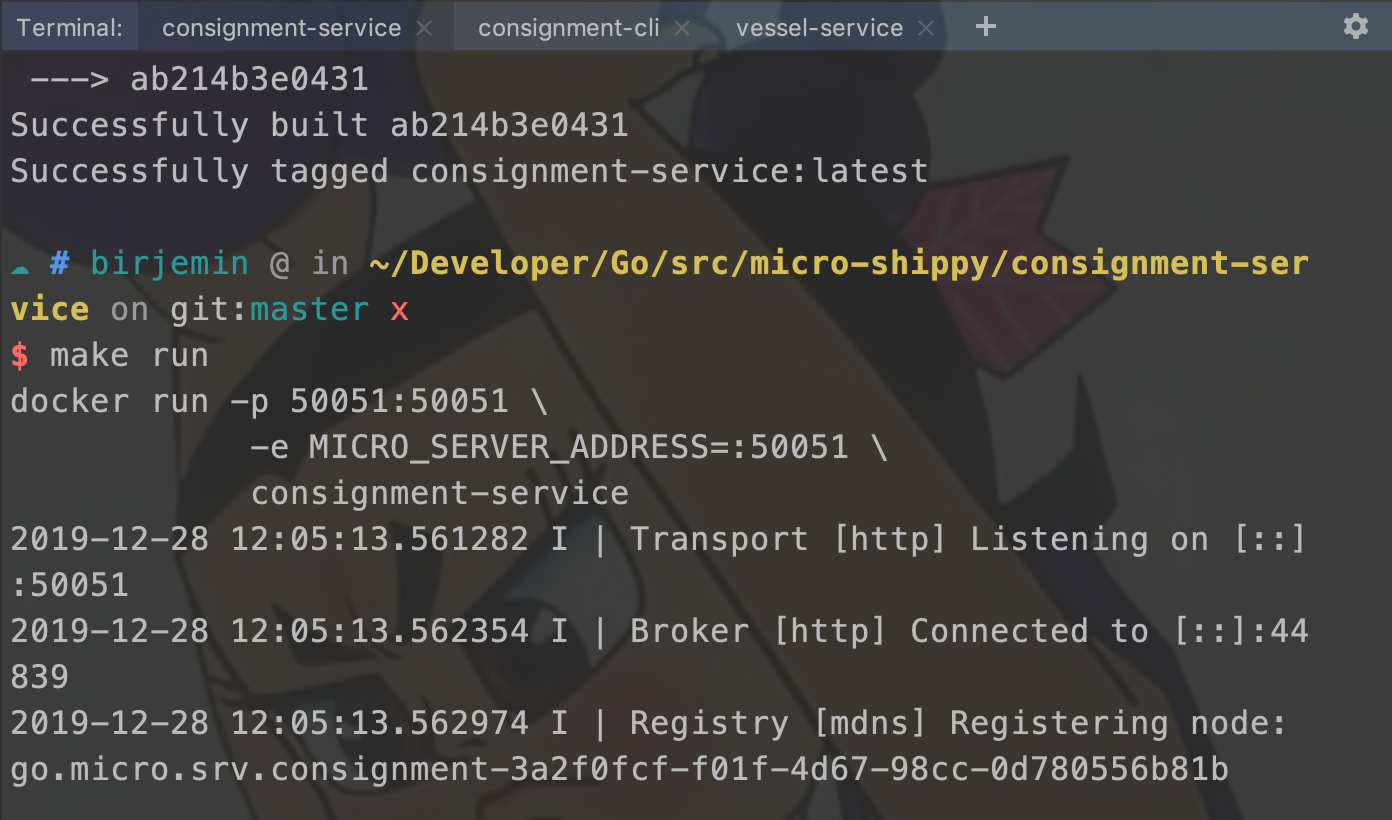 Terminal: consignment-service × consignment-cli × vessel-service × +
---> ab214b3e0431
Successfully built ab214b3e0431
Successfully tagged consignment-service:latest
☁ # birjemin @ in ~/Developer/Go/src/micro-shippy/consignment-ser
vice on git:master x
$ make run
docker run -p 50051:50051 \
-e MICRO_SERVER_ADDRESS=:50051 \
consignment-service
2019-12-28 12:05:13.561282 I | Transport [http] Listening on [::]
:50051
2019-12-28 12:05:13.562354 I | Broker [http] Connected to [::]:44
839
2019-12-28 12:05:13.562974 I | Registry [mdns] Registering node:
go.micro.srv.consignment-3a2f0fcf-f01f-4d67-98cc-0d780556b81b